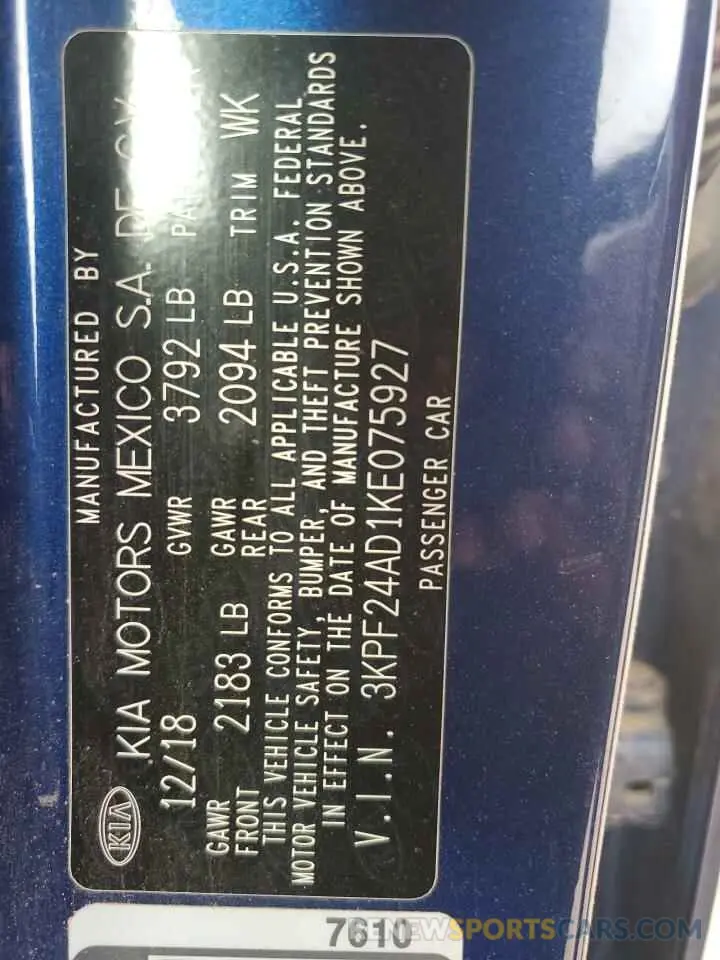 MANUFACTURED BY
KIA KIA MOTORS MEXICO S.A. DE C.V.
12/18 GVWR 3792 LB
GAWR FRONT 2183 LB GAWR REAR 2094 LB TRIM WK
THIS VEHICLE CONFORMS TO ALL APPLICABLE U.S.A. FEDERAL
MOTOR VEHICLE SAFETY, BUMPER, AND THEFT PREVENTION STANDARDS
IN EFFECT ON THE DATE OF MANUFACTURE SHOWN ABOVE.
V.I.N. 3KPF24AD1KE075927
PASSENGER CAR
7610
RENEWSPORTSCARS.COM